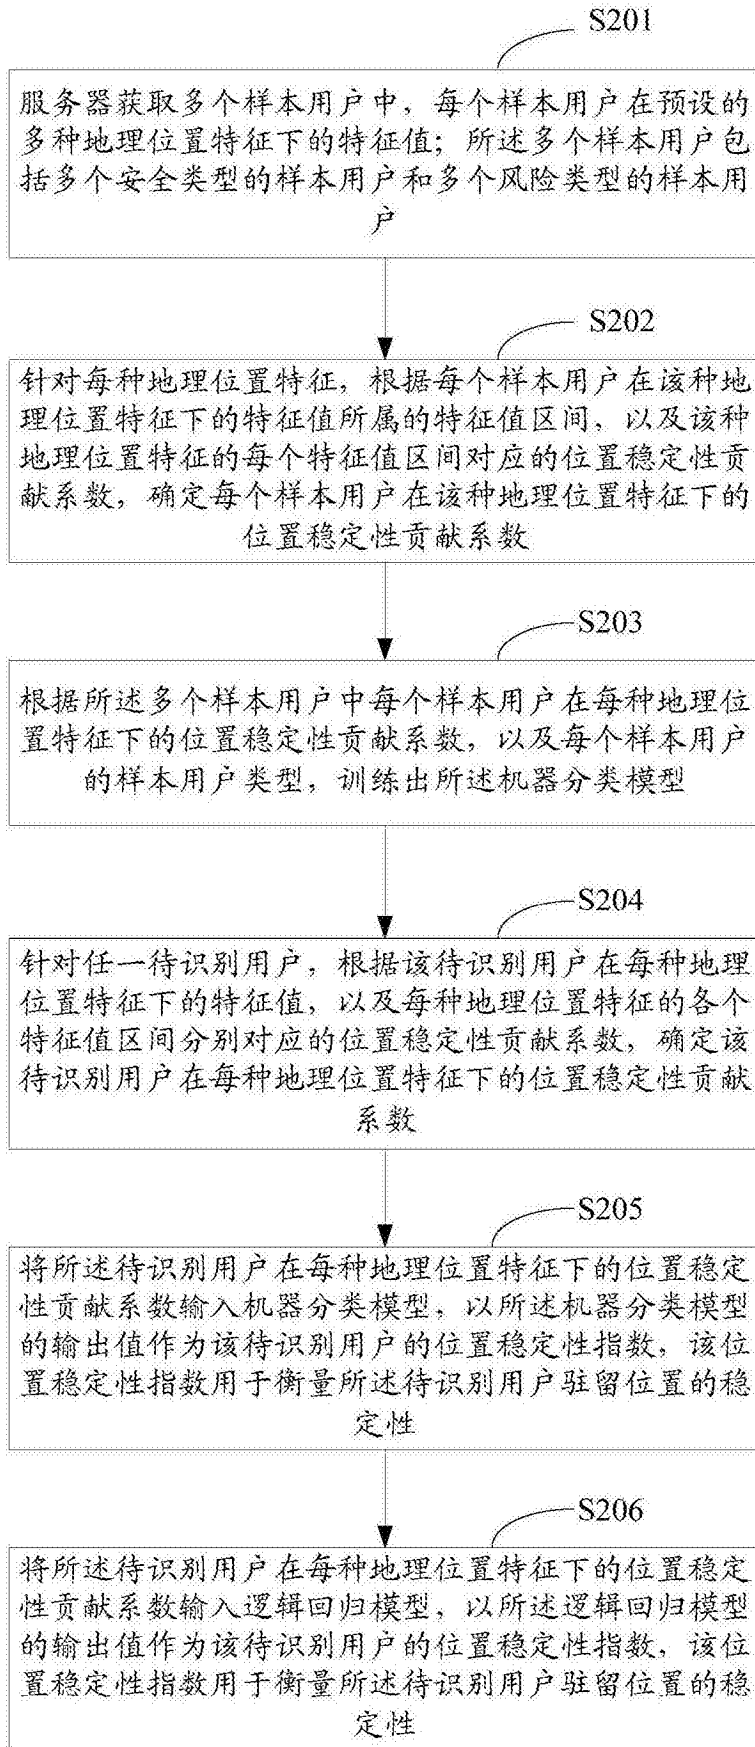 S201
服务器获取多个样本用户中，每个样本用户在预设的
多种地理位置特征下的特征值；所述多个样本用户包
括多个安全类型的样本用户和多个风险类型的样本用
户
S202
针对每种地理位置特征，根据每个样本用户在该种地
理位置特征下的特征值所属的特征值区间，以及该种
地理位置特征的每个特征值区间对应的位置稳定性贡
献系数，确定每个样本用户在该种地理位置特征下的
位置稳定性贡献系数
S203
根据所述多个样本用户中每个样本用户在每种地理位
置特征下的位置稳定性贡献系数，以及每个样本用户
的样本用户类型，训练出所述机器分类模型
S204
针对任一待识别用户，根据该待识别用户在每种地理
位置特征下的特征值，以及每种地理位置特征的各个
特征值区间分别对应的位置稳定性贡献系数，确定该
待识别用户在每种地理位置特征下的位置稳定性贡献
系数
S205
将所述待识别用户在每种地理位置特征下的位置稳定
性贡献系数输入机器分类模型，以所述机器分类模型
的输出值作为该待识别用户的位置稳定性指数，该位
置稳定性指数用于衡量所述待识别用户驻留位置的稳
定性
S206
将所述待识别用户在每种地理位置特征下的位置稳定
性贡献系数输入逻辑回归模型，以所述逻辑回归模型
的输出值作为该待识别用户的位置稳定性指数，该位
置稳定性指数用于衡量所述待识别用户驻留位置的稳
定性